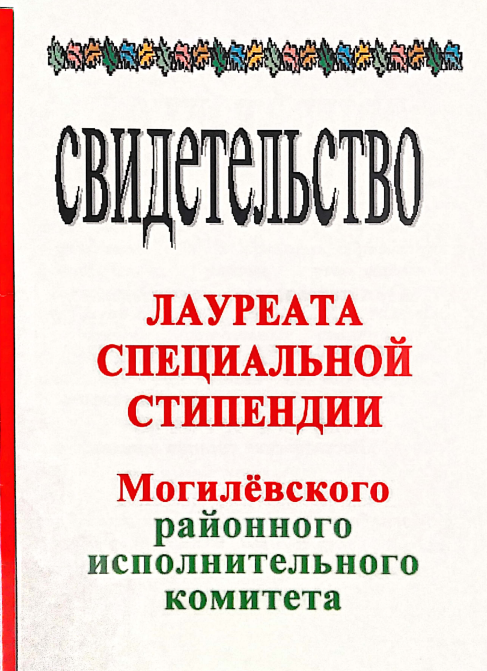 СВИДЕТЕЛЬСТВО
ЛАУРЕАТА
СПЕЦИАЛЬНОЙ
СТИПЕНДИИ
Могилёвского
районного
исполнительного
комитета